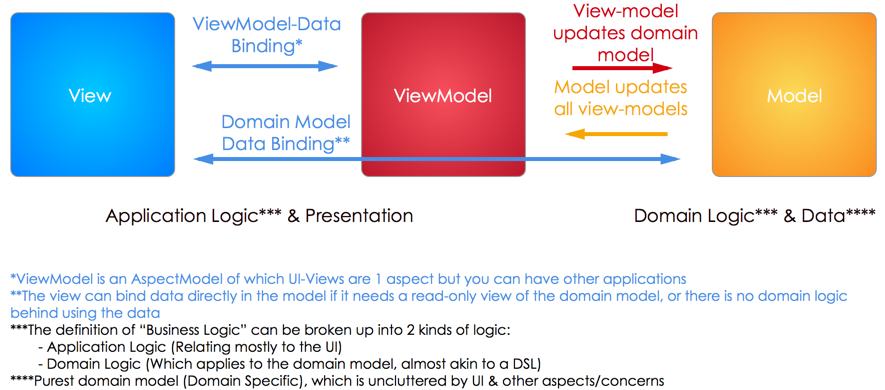 View
ViewModel-Data
Binding*
ViewModel
View-model
updates domain
model
Model updates
all view-models
Model
Domain Model
Data Binding**
Application Logic*** & Presentation
Domain Logic*** & Data****
*ViewModel is an AspectModel of which UI-Views are 1 aspect but you can have other applications
**The view can bind data directly in the model if it needs a read-only view of the domain model, or there is no domain logic
behind using the data
***The definition of “Business Logic” can be broken up into 2 kinds of logic:
- Application Logic (Relating mostly to the UI)
- Domain Logic (Which applies to the domain model, almost akin to a DSL)
****Purest domain model (Domain Specific), which is uncluttered by UI & other aspects/concerns